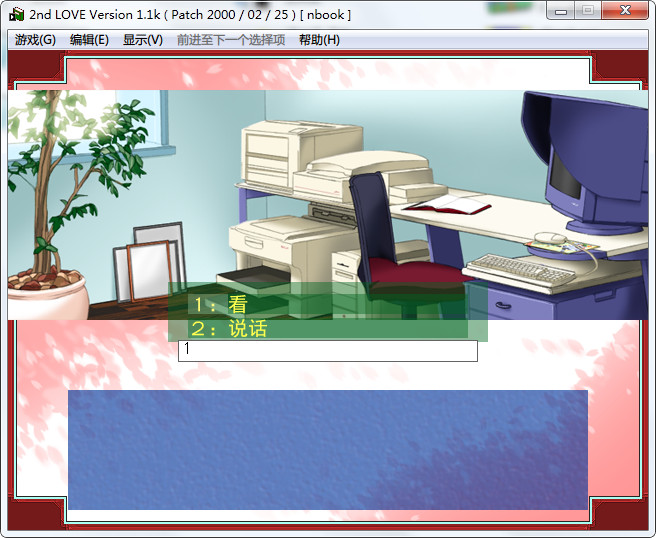 2nd LOVE Version 1.1k ( Patch 2000 / 02 / 25 ) [ nbook ]
游戏(G) 编辑(E) 显示(V) 前进至下一个选择项 帮助(H)
1：看
2：说话
1